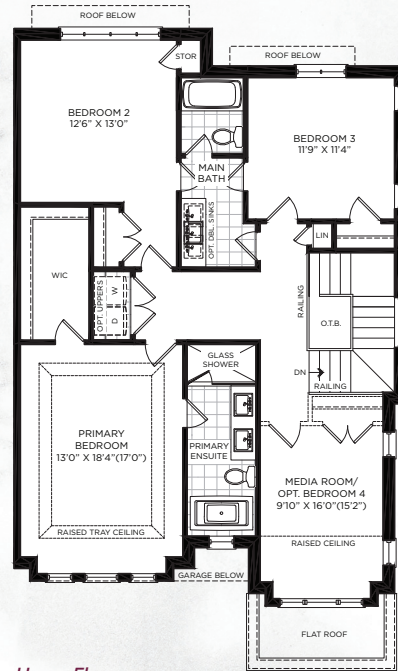 ROOF BELOW
STOR
ROOF BELOW
BEDROOM 2
12'6" X 13'0"
BEDROOM 3
11'9" X 11'4"
MAIN
BATH
OPT. DBL. SINKS
LIN
WIC
OPT. UPPERS
W
D
RAILING
O.T.B.
GLASS
SHOWER
DN
RAILING
PRIMARY
BEDROOM
13'0" X 18'4"(17'0")
PRIMARY
ENSUITE
MEDIA ROOM/
OPT. BEDROOM 4
9'10" X 16'0"(15'2")
RAISED TRAY CEILING
RAISED CEILING
GARAGE BELOW
FLAT ROOF